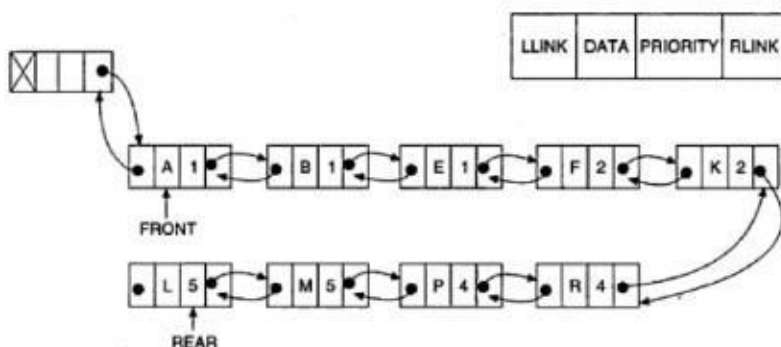 LLINK DATA PRIORITY RLINK
A 1 B 1 E 1 F 2 K 2
FRONT
L 5 M 5 P 4 R 4
REAR